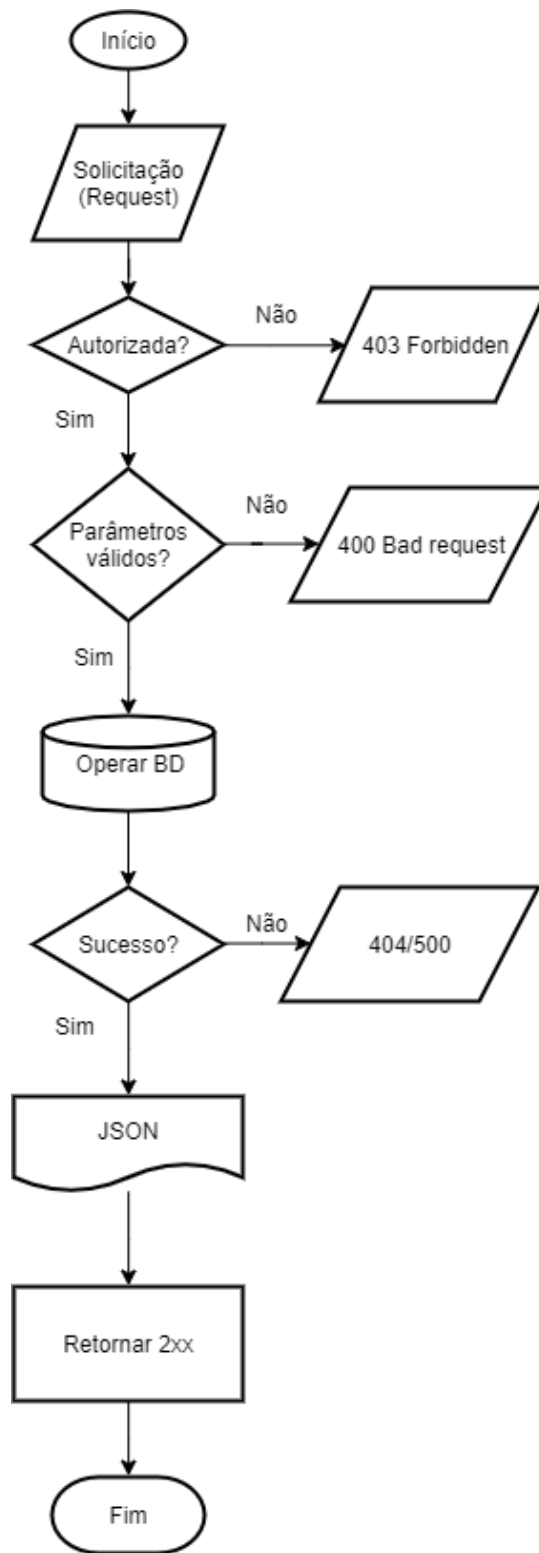 Início
Solicitação
(Request)
Autorizada?
Não
403 Forbidden
Sim
Parâmetros
válidos?
Não
400 Bad request
Sim
Operar BD
Sucesso?
Não
404/500
Sim
JSON
Retornar 2xx
Fim